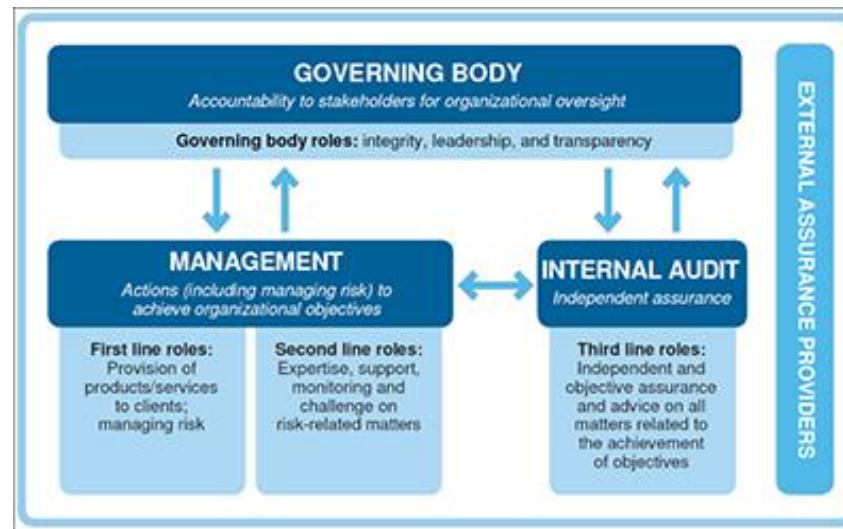 GOVERNING BODY
Accountability to stakeholders for organizational oversight
Governing body roles: integrity, leadership, and transparency
MANAGEMENT
Actions (including managing risk) to
achieve organizational objectives
First line roles:
Provision of
products/services
to clients;
managing risk
Second line roles:
Expertise, support,
monitoring and
challenge on
risk-related matters
INTERNAL AUDIT
Independent assurance
Third line roles:
Independent and
objective assurance
and advice on all
matters related to
the achievement
of objectives
EXTERNAL ASSURANCE PROVIDERS